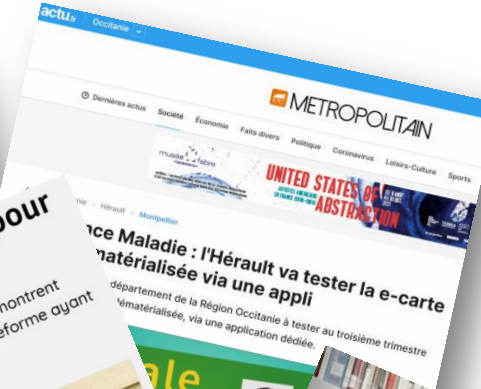 actu.fr Occitanie
METROPOLITAIN
Dernières actus Société Économie Faits divers Politique Coronavirus Loisirs-Culture Sports
musée fabre
UNITED STATES OF
ABSTRACTION
Hérault > Montpellier
nce Maladie : l'Hérault va tester la e-carte
matérialisée via une appli
département de la Région Occitanie à tester au troisième trimestre
dématérialisée, via une application dédiée.
pour
montrent
eforme ayant
ale